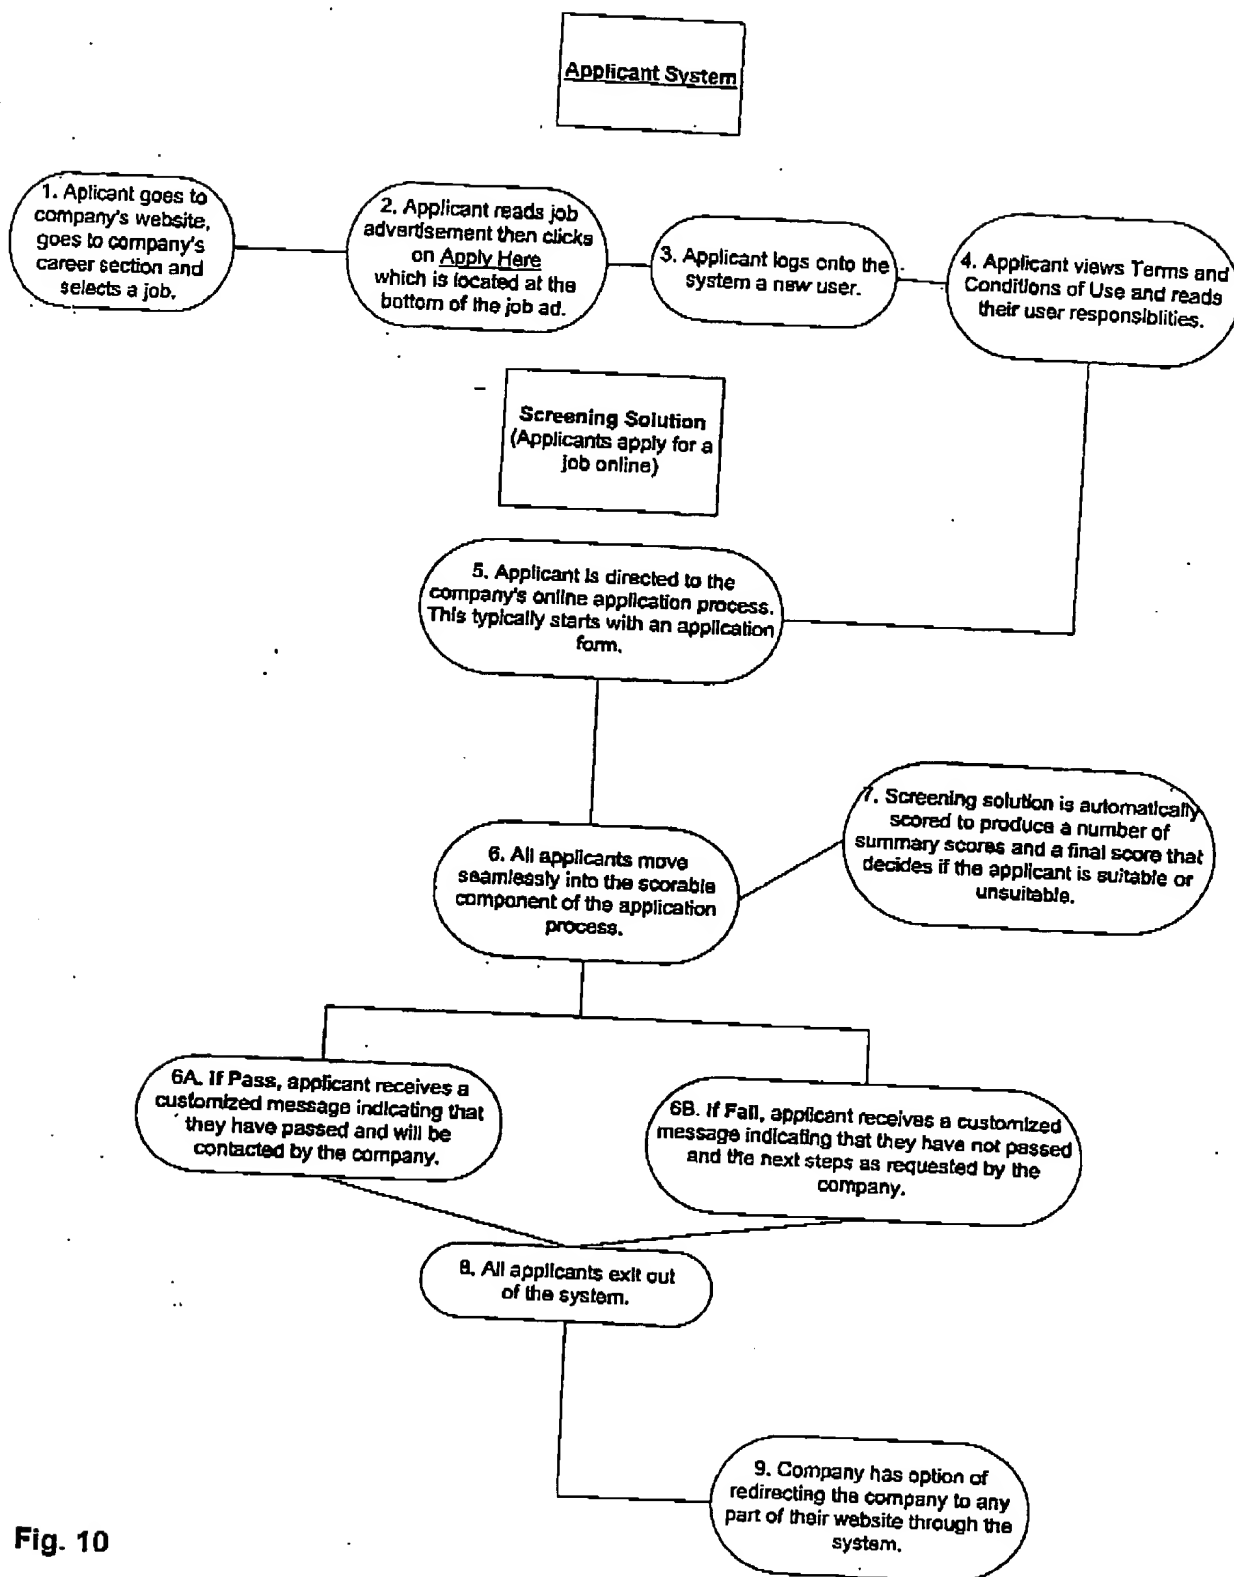 Applicant System
1. Aplicant goes to
company's website,
goes to company's
career section and
selects a job.
2. Applicant reads job
advertisement then clicks
on Apply Here
which is located at the
bottom of the job ad.
3. Applicant logs onto the
system a new user.
4. Applicant views Terms and
Conditions of Use and reads
their user responsiblities.
Screening Solution
(Applicants apply for a
job online)
5. Applicant is directed to the
company's online application process.
This typically starts with an application
form.
6. All applicants move
seamlessly into the scorable
component of the application
process.
7. Screening solution is automatically
scored to produce a number of
summary scores and a final score that
decides if the applicant is suitable or
unsuitable.
6A. If Pass, applicant receives a
customized message indicating that
they have passed and will be
contacted by the company.
6B. If Fail, applicant receives a customized
message indicating that they have not passed
and the next steps as requested by the
company.
8. All applicants exit out
of the system.
9. Company has option of
redirecting the company to any
part of their website through the
system.
Fig. 10